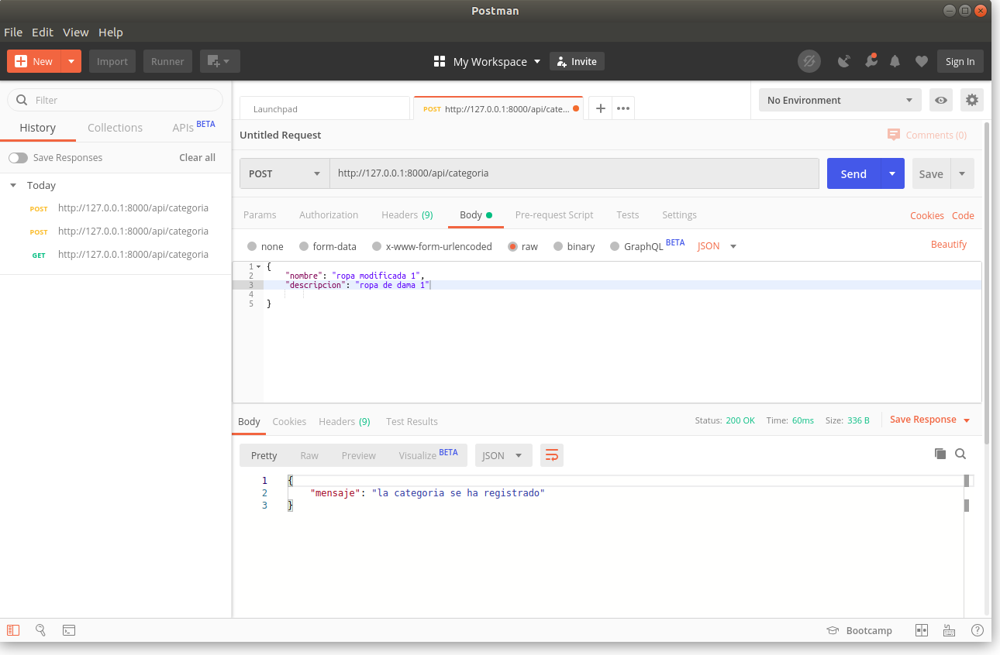 Postman
File Edit View Help
New Import Runner My Workspace Invite Sign In
Filter
History Collections APIs BETA
Save Responses Clear all
Today
POST http://127.0.0.1:8000/api/categoria
POST http://127.0.0.1:8000/api/categoria
GET http://127.0.0.1:8000/api/categoria
Launchpad POST http://127.0.0.1:8000/api/cate... No Environment
Untitled Request Comments (0)
POST http://127.0.0.1:8000/api/categoria Send Save
Params Authorization Headers (9) Body Pre-request Script Tests Settings Cookies Code
none form-data x-www-form-urlencoded raw binary GraphQL BETA JSON Beautify
1 {
2 "nombre": "ropa modificada 1",
3 "descripcion": "ropa de dama 1"
4
5 }
Body Cookies Headers (9) Test Results Status: 200 OK Time: 60ms Size: 336 B Save Response
Pretty Raw Preview Visualize BETA JSON
1 {
2 "mensaje": "la categoria se ha registrado"
3 }
Bootcamp